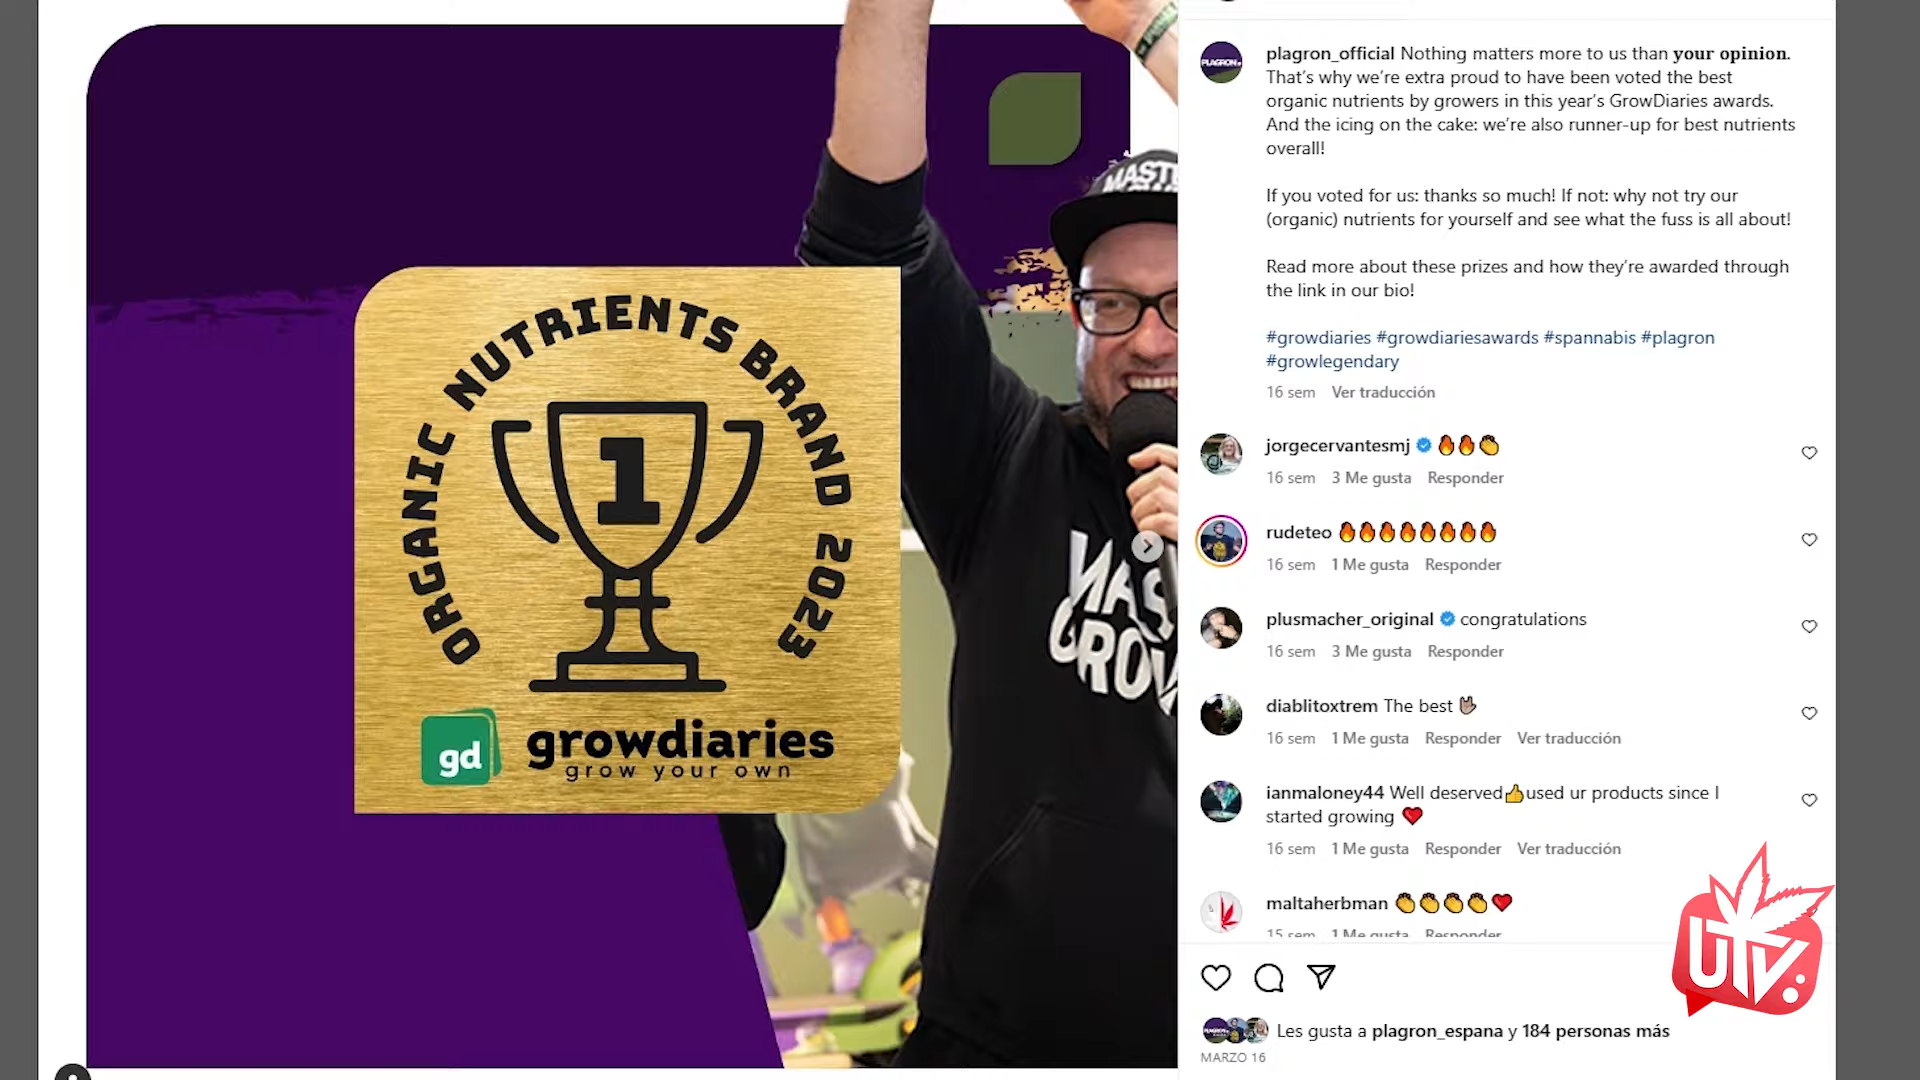 ORGANIC NUTRIENTS BRAND 2023
1
gd
growdiaries
grow your own
MAST
MAS
GROW
PLAGRON
plagron_official Nothing matters more to us than your opinion.
That's why we're extra proud to have been voted the best
organic nutrients by growers in this year's GrowDiaries awards.
And the icing on the cake: we're also runner-up for best nutrients
overall!
If you voted for us: thanks so much! If not: why not try our
(organic) nutrients for yourself and see what the fuss is all about!
Read more about these prizes and how they're awarded through
the link in our bio!
#growdiaries #growdiariesawards #spannabis #plagron
#growlegendary
16 sem Ver traducción
jorgecervantesmj 🔥🔥👏
16 sem 3 Me gusta Responder
rudeteo 🔥🔥🔥🔥🔥🔥🔥🔥
16 sem 1 Me gusta Responder
plusmacher_original congratulations
16 sem 3 Me gusta Responder
diablitoxtrem The best 🤟🏽
16 sem 1 Me gusta Responder Ver traducción
ianmaloney44 Well deserved👍used ur products since I
started growing ❤️
16 sem 1 Me gusta Responder Ver traducción
maltaherbman 👏👏👏👏❤️
15 sem 1 Me gusta Responder
UTV
Les gusta a plagron_espana y 184 personas más
MARZO 16